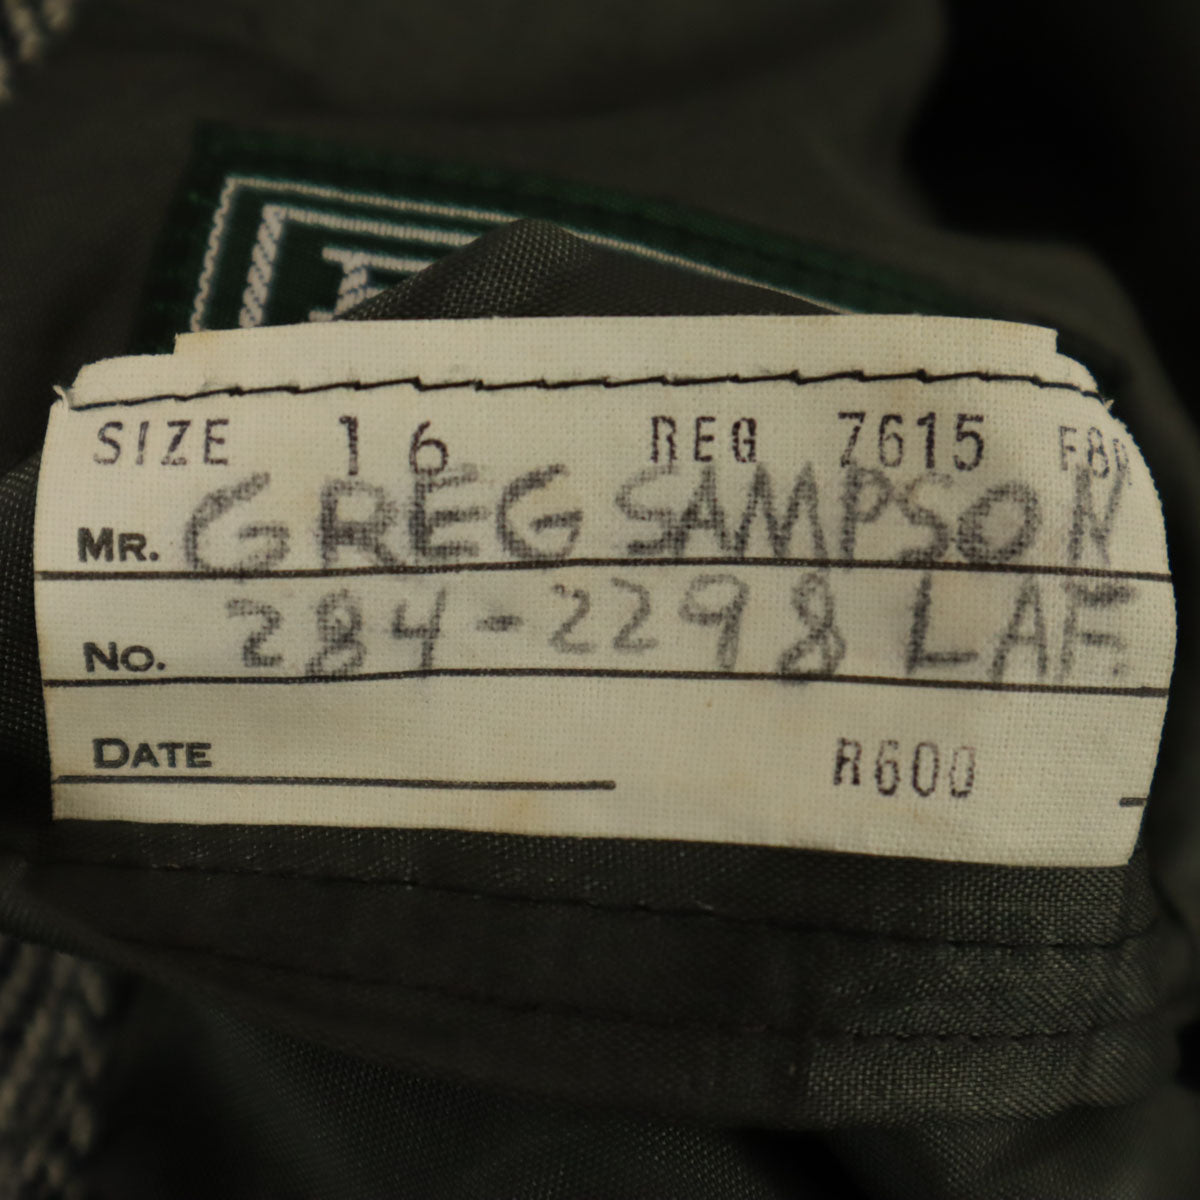 SIZE 16 REG 7615
MR. GREG SAMPSON
NO. 284-2298 LAF.
DATE R600